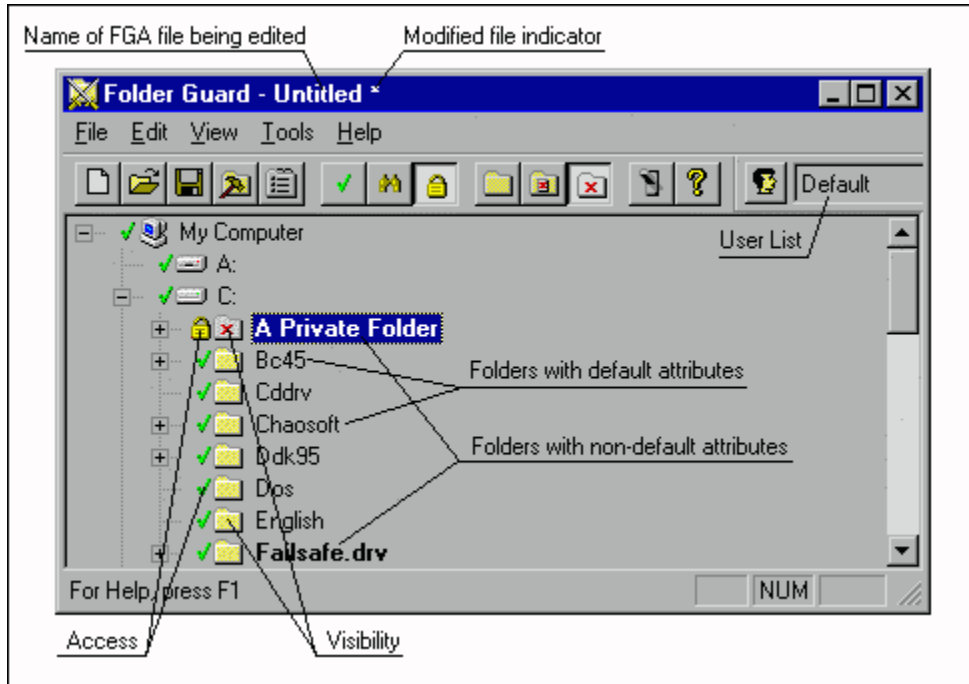 Name of FGA file being edited
Modified file indicator
Folder Guard - Untitled *
File Edit View Tools Help
Default
My Computer
User List
A:
C:
A Private Folder
Bc45
Folders with default attributes
Cddrv
Chaosoft
Folders with non-default attributes
Ddk95
Dos
English
Failsafe.drv
For Help, press F1
NUM
Access
Visibility